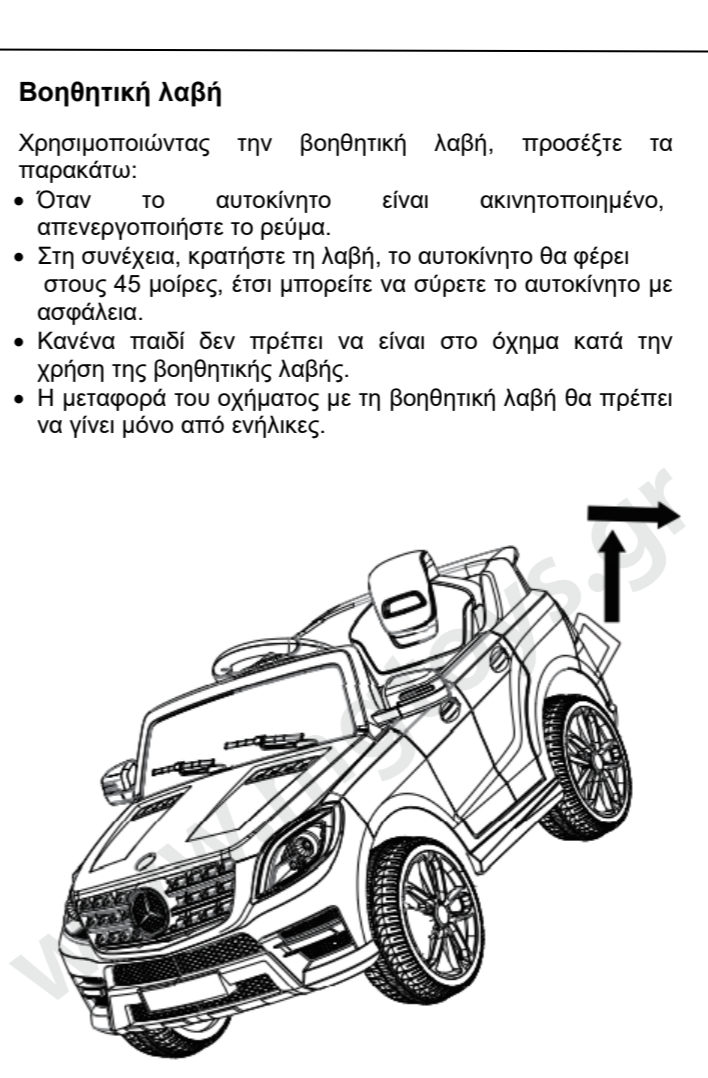 Βοηθητική λαβή
Χρησιμοποιώντας την βοηθητική λαβή, προσέξτε τα
παρακάτω:
• Όταν το αυτοκίνητο είναι ακινητοποιημένο,
απενεργοποιήστε το ρεύμα.
• Στη συνέχεια, κρατήστε τη λαβή, το αυτοκίνητο θα φέρει
στους 45 μοίρες, έτσι μπορείτε να σύρετε το αυτοκίνητο με
ασφάλεια.
• Κανένα παιδί δεν πρέπει να είναι στο όχημα κατά την
χρήση της βοηθητικής λαβής.
• Η μεταφορά του οχήματος με τη βοηθητική λαβή θα πρέπει
να γίνει μόνο από ενήλικες.